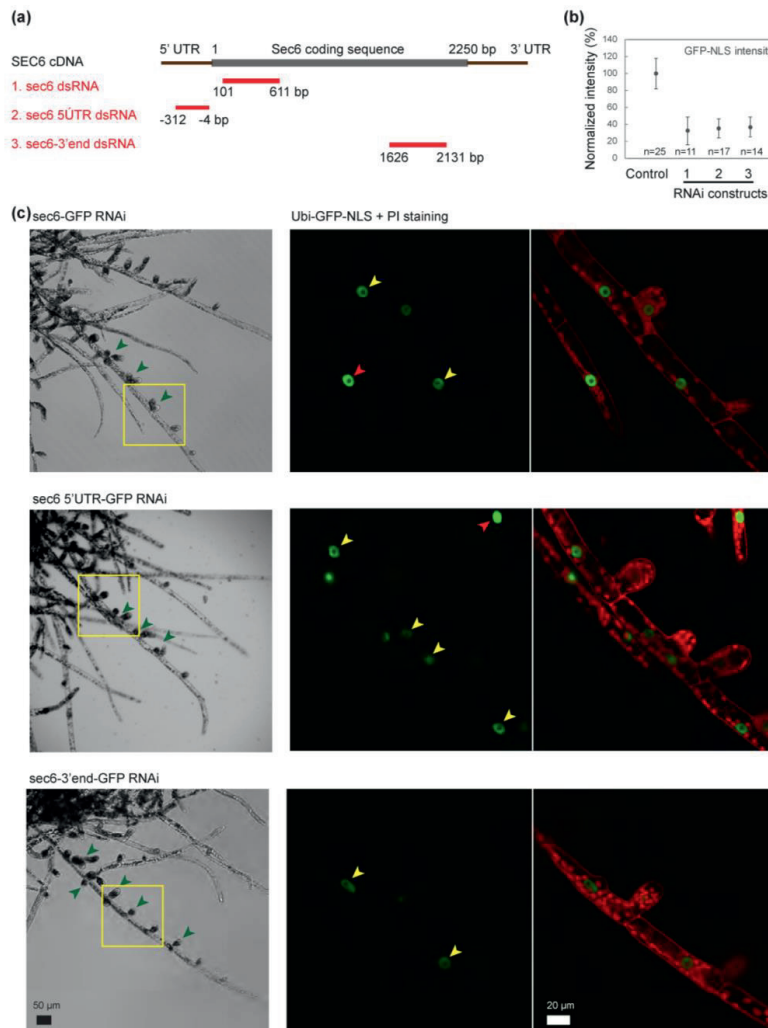 (a)
5' UTR 1 Sec6 coding sequence 2250 bp 3' UTR
SEC6 cDNA
1. sec6 dsRNA
101 611 bp
2. sec6 5ÛTR dsRNA
-312 -4 bp
3. sec6-3'end dsRNA
1626 2131 bp
(b)
Normalized intensity (%)
GFP-NLS intensity
140
120
100
80
60
40
20
0
n=25 n=11 n=17 n=14
Control 1 2 3
RNAi constructs
(c)
sec6-GFP RNAi Ubi-GFP-NLS + PI staining
sec6 5'UTR-GFP RNAi
sec6-3'end-GFP RNAi
50 µm 20 µm